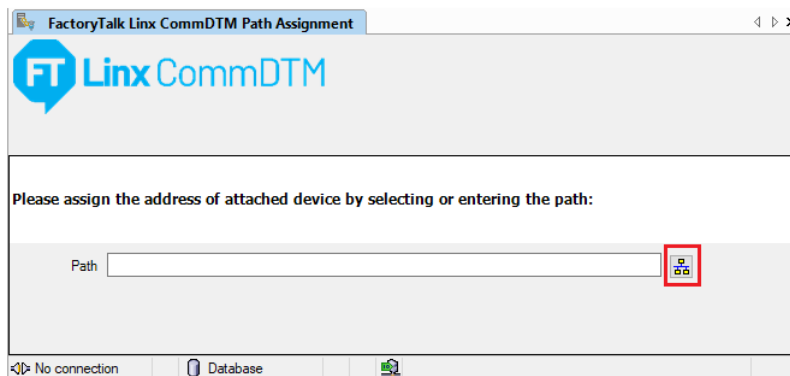 FactoryTalk Linx CommDTM Path Assignment
FT Linx CommDTM
Please assign the address of attached device by selecting or entering the path:
Path
No connection Database